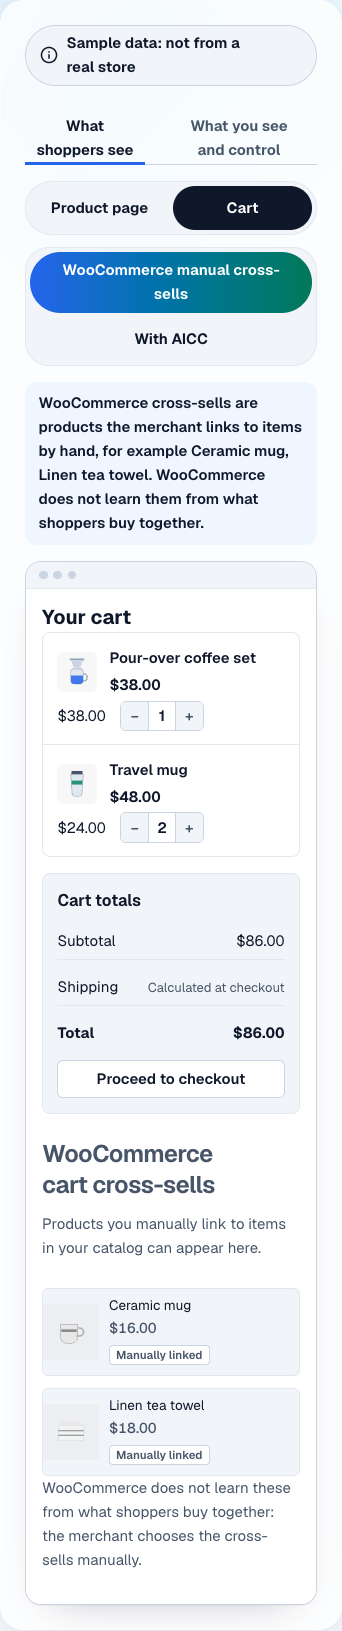 Sample data: not from a
real store
What
shoppers see
What you see
and control
Product page
Cart
WooCommerce manual cross-
sells
With AICC
WooCommerce cross-sells are
products the merchant links to items
by hand, for example Ceramic mug,
Linen tea towel. WooCommerce
does not learn them from what
shoppers buy together.
Your cart
Pour-over coffee set
$38.00
$38.00
− 1 +
Travel mug
$48.00
$24.00
− 2 +
Cart totals
Subtotal $86.00
Shipping Calculated at checkout
Total $86.00
Proceed to checkout
WooCommerce
cart cross-sells
Products you manually link to items
in your catalog can appear here.
Ceramic mug
$16.00
Manually linked
Linen tea towel
$18.00
Manually linked
WooCommerce does not learn these
from what shoppers buy together:
the merchant chooses the cross-
sells manually.